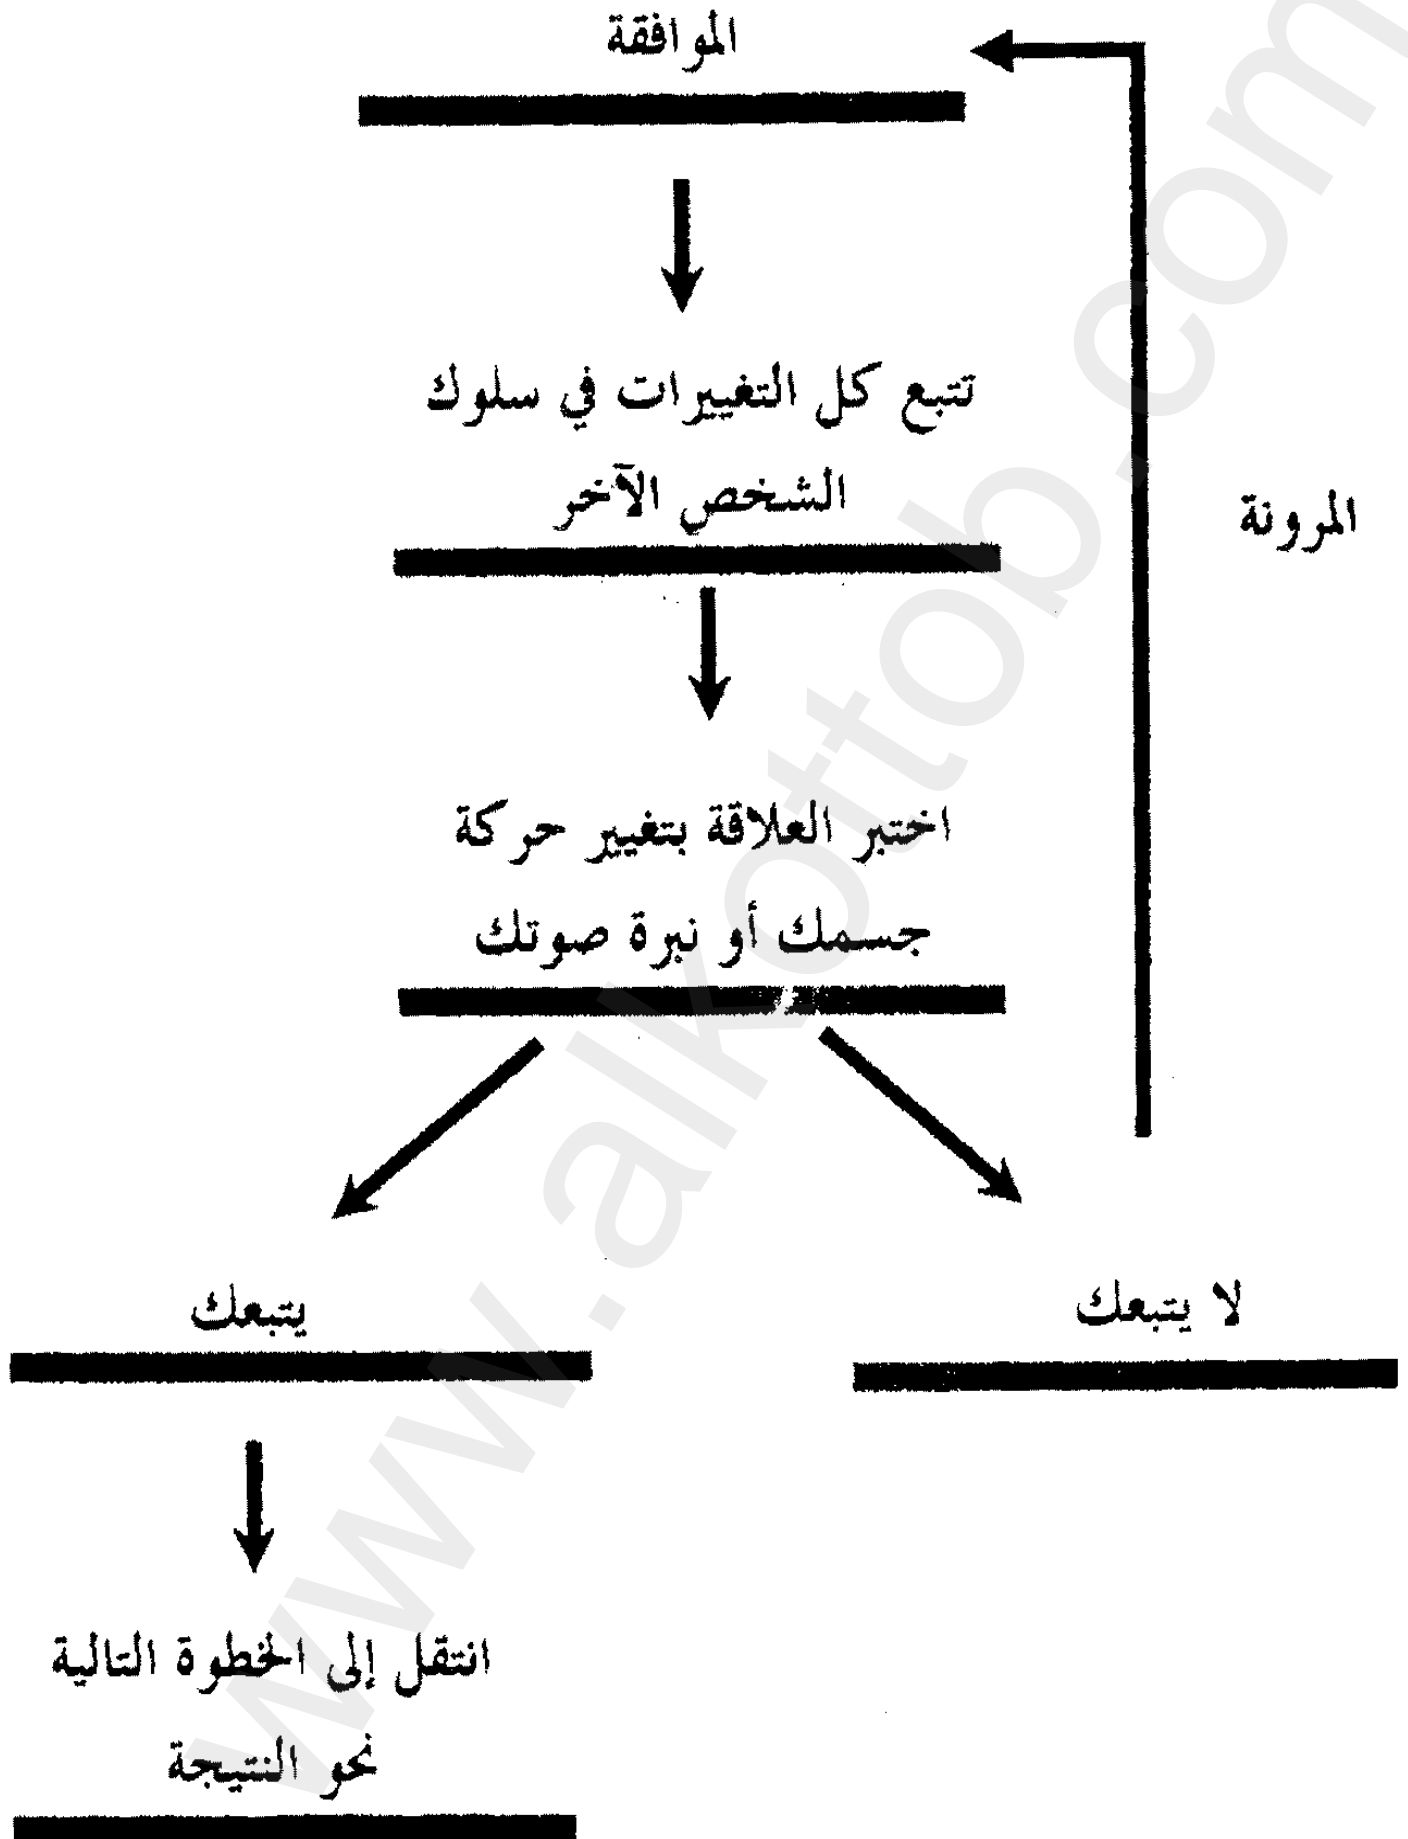 الموافقة
تتبع كل التغييرات في سلوك
الشخص الآخر
المرونة
اختبر العلاقة بتغيير حركة
جسمك أو نبرة صوتك
لا يتبعك
يتبعك
انتقل إلى الخطوة التالية
نحو النتيجة
www.alkottob.com